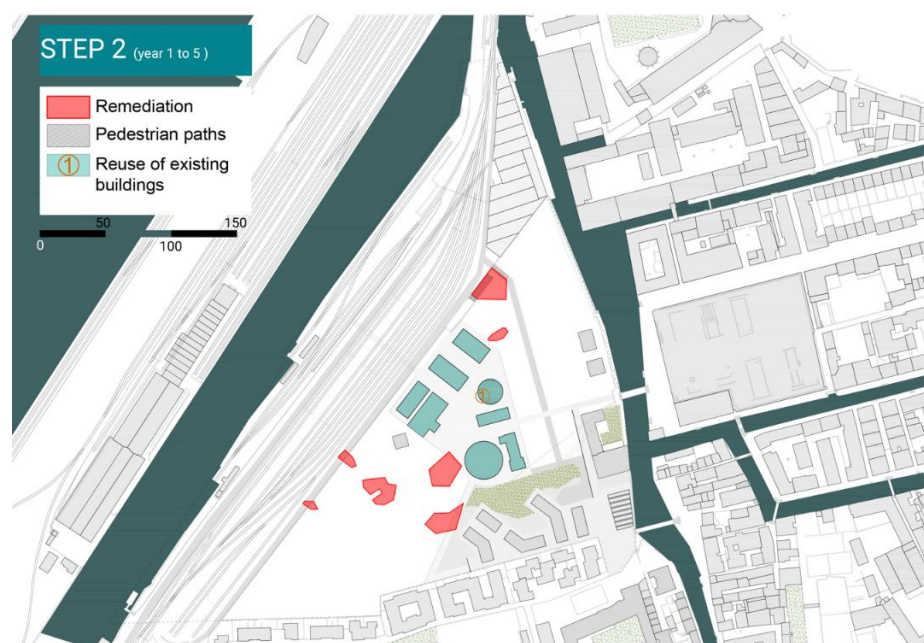 STEP 2 (year 1 to 5 )
Remediation
Pedestrian paths
1 Reuse of existing
buildings
50 150
0 100
1